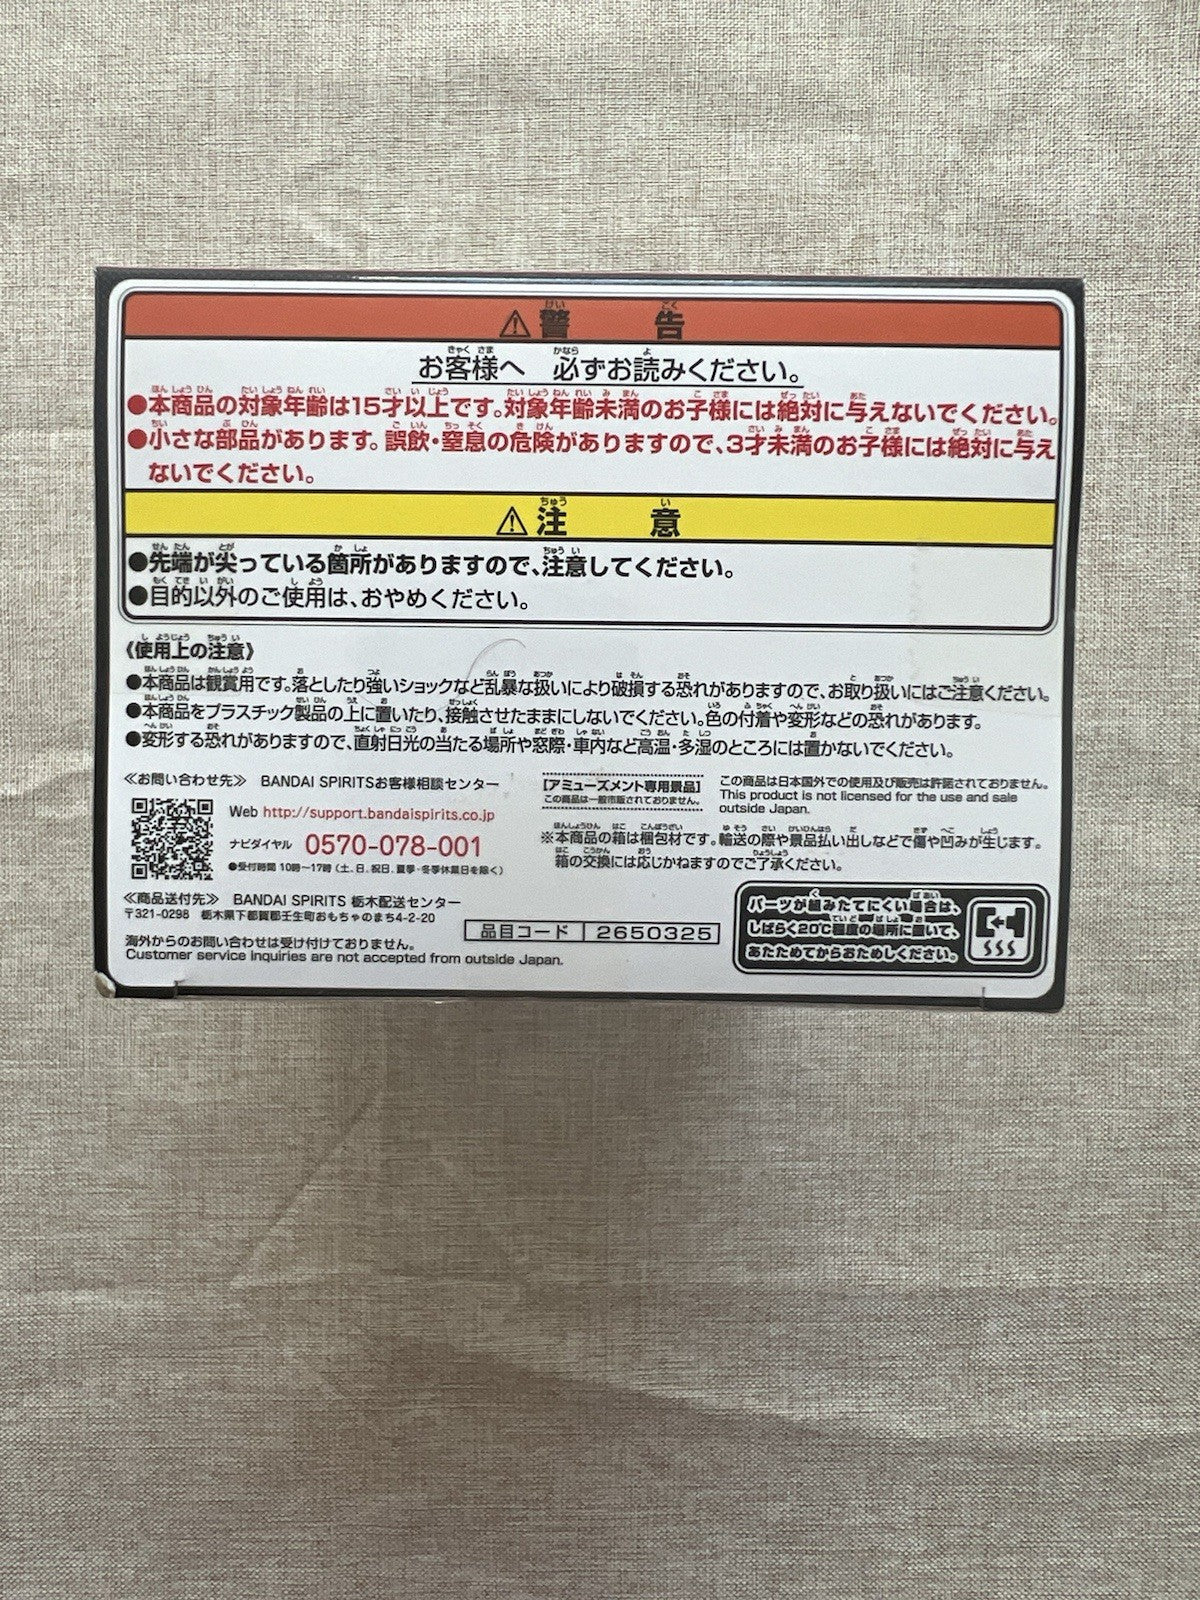 ⚠警告
お客様へ 必ずお読みください。
●本商品の対象年齢は15才以上です。対象年齢未満のお子様には絶対に与えないでください。
●小さな部品があります。誤飲・窒息の危険がありますので、3才未満のお子様には絶対に与え
ないでください。
⚠注意
●先端が尖っている箇所がありますので、注意してください。
●目的以外のご使用は、おやめください。
《使用上の注意》
●本商品は観賞用です。落としたり強いショックなど乱暴な扱いにより破損する恐れがありますので、お取り扱いにはご注意ください。
●本商品をプラスチック製品の上に置いたり、接触させたままにしないでください。色の付着や変形などの恐れがあります。
●変形する恐れがありますので、直射日光の当たる場所や窓際・車内など高温・多湿のところには置かないでください。
≪お問い合わせ先≫ BANDAI SPIRITSお客様相談センター
Web http://support.bandaispirits.co.jp
ナビダイヤル 0570-078-001
●受付時間 10時〜17時(土、日、祝日、夏季・冬季休業日を除く)
≪商品送付先≫ BANDAI SPIRITS 栃木配送センター
〒321-0298 栃木県下都賀郡壬生町おもちゃのまち4-2-20
海外からのお問い合わせは受け付けておりません。
Customer service inquiries are not accepted from outside Japan.
[アミューズメント専用景品]
この商品は一般市販されておりません。
この商品は日本国外での使用及び販売は許諾されておりません。
This product is not licensed for the use and sale
outside Japan.
※本商品の箱は梱包材です。輸送の際や景品払い出しなどで傷や凹みが生じます。
箱の交換には応じかねますのでご了承ください。
品目コード 2650325
パーツが組みたてにくい場合は、
しばらく20℃程度の場所に置いて、
あたためてからおためしください。